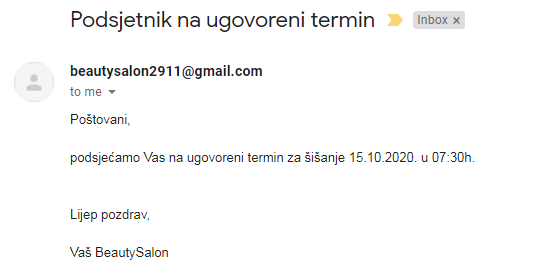 Podsjetnik na ugovoreni termin Inbox ×
beautysalon2911@gmail.com
to me
Poštovani,
podsjećamo Vas na ugovoreni termin za šišanje 15.10.2020. u 07:30h.
Lijep pozdrav,
Vaš BeautySalon